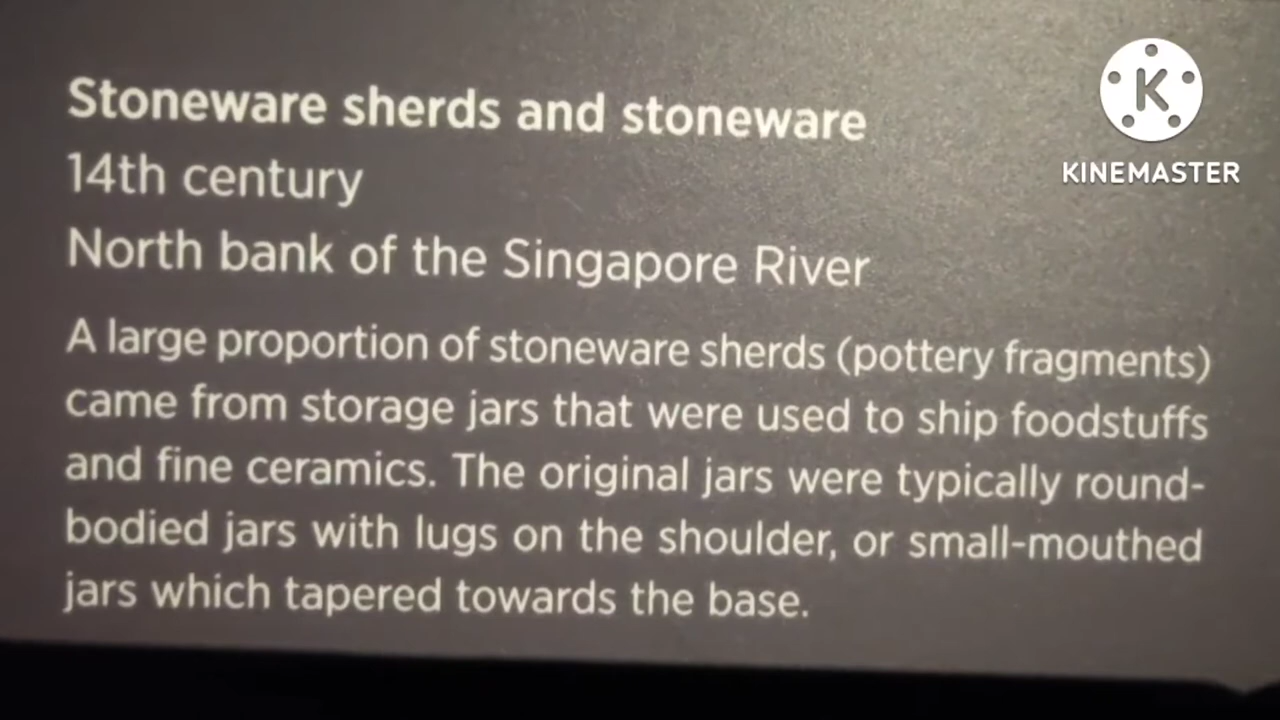 Stoneware sherds and stoneware
14th century
North bank of the Singapore River
A large proportion of stoneware sherds (pottery fragments)
came from storage jars that were used to ship foodstuffs
and fine ceramics. The original jars were typically round-
bodied jars with lugs on the shoulder, or small-mouthed
jars which tapered towards the base.
K
KINEMASTER